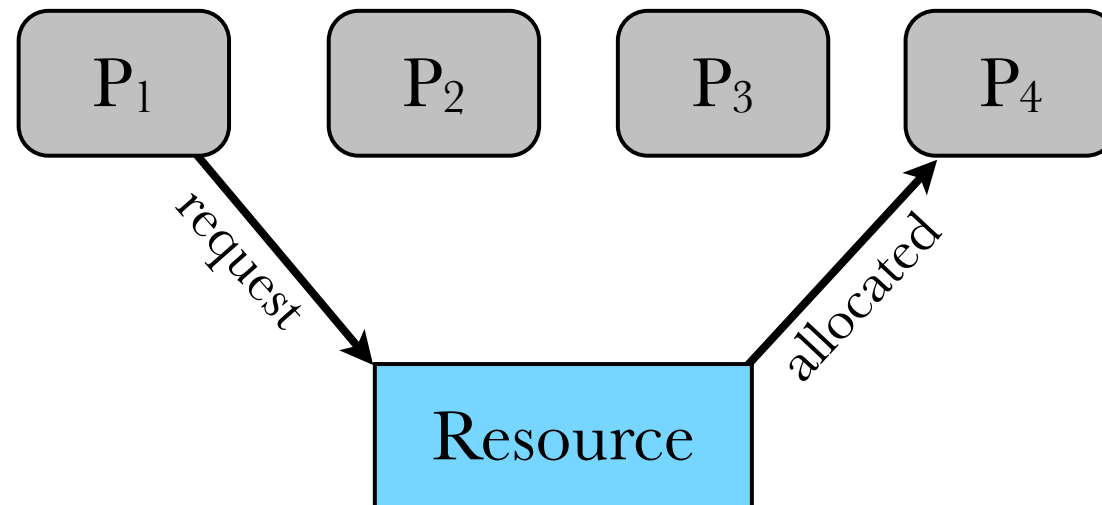 P₁ P₂ P₃ P₄
request
allocated
Resource